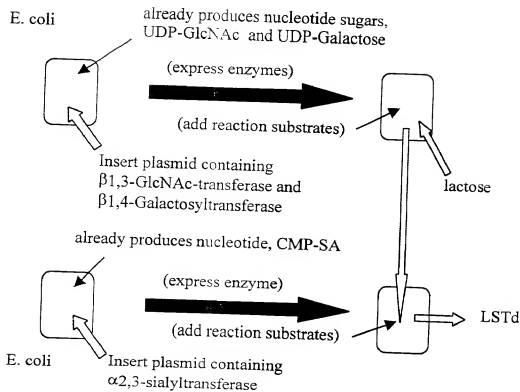 E. coli
already produces nucleotide sugars,
UDP-GlcNAc and UDP-Galactose
(express enzymes)
(add reaction substrates)
Insert plasmid containing
β1,3-GlcNAc-transferase and
β1,4-Galactosyltransferase
lactose
already produces nucleotide, CMP-SA
(express enzyme)
(add reaction substrates)
LSTd
E. coli
Insert plasmid containing
α2,3-sialyltransferase